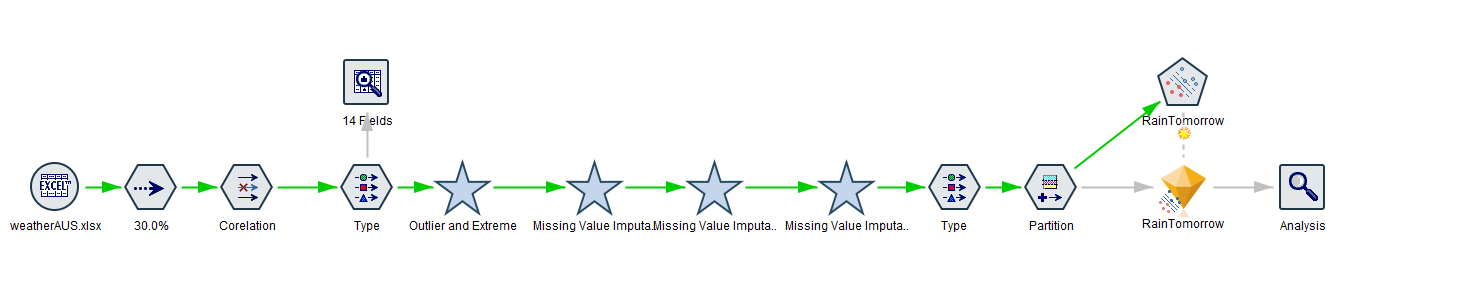 14 Fields
RainTomorrow
EXCEL
weatherAUS.xlsx
30.0%
Corelation
Type
Outlier and Extreme
Missing Value Imputa..
Missing Value Imputa..
Missing Value Imputa..
Type
Partition
RainTomorrow
Analysis